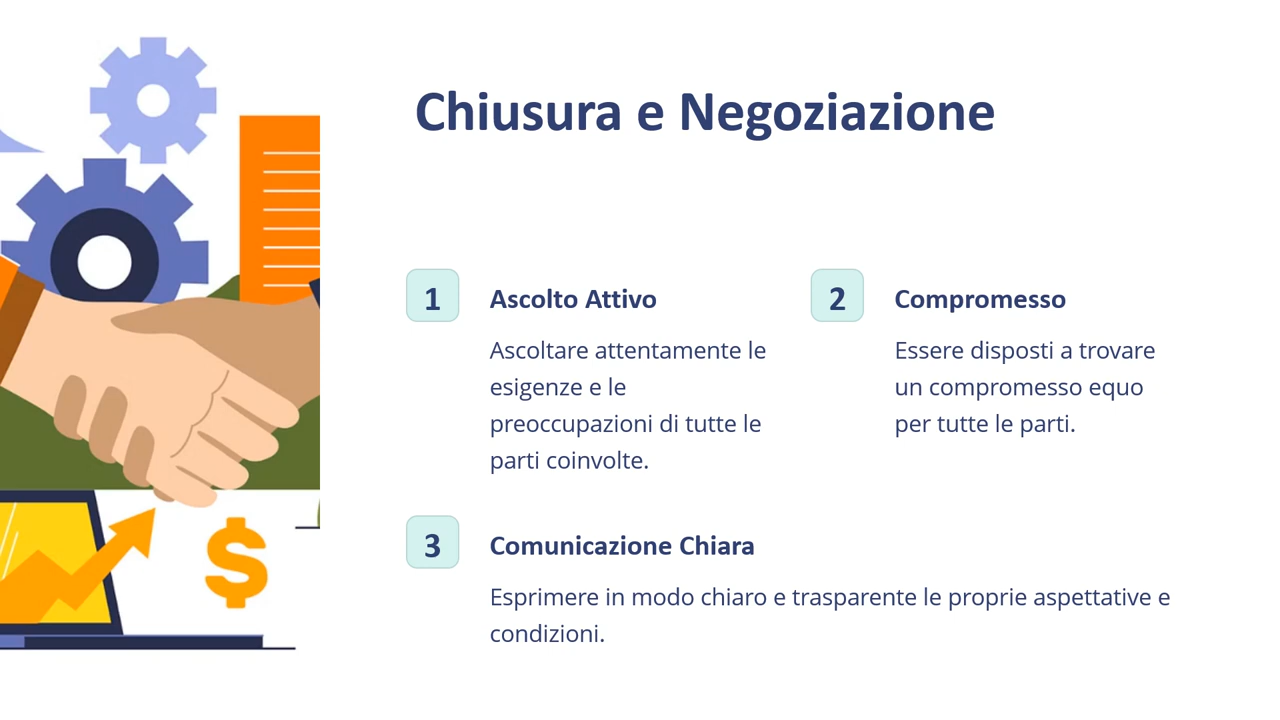 Chiusura e Negoziazione
1
Ascolto Attivo
Ascoltare attentamente le
esigenze e le
preoccupazioni di tutte le
parti coinvolte.
2
Compromesso
Essere disposti a trovare
un compromesso equo
per tutte le parti.
3
Comunicazione Chiara
Esprimere in modo chiaro e trasparente le proprie aspettative e
condizioni.
$